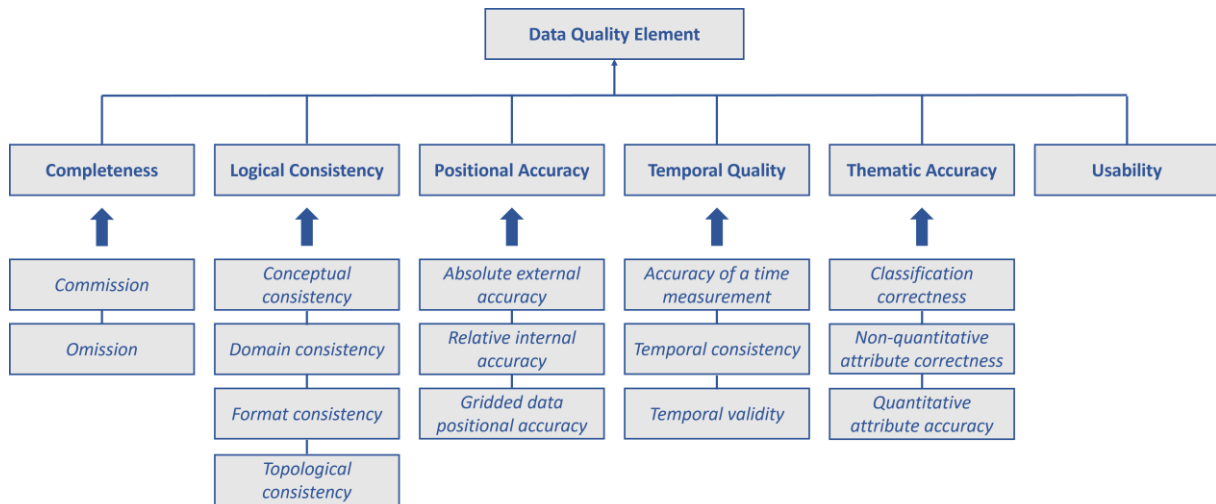 Data Quality Element
Completeness
Logical Consistency
Positional Accuracy
Temporal Quality
Thematic Accuracy
Usability
Commission
Omission
Conceptual
consistency
Domain consistency
Format consistency
Topological
consistency
Absolute external
accuracy
Relative internal
accuracy
Gridded data
positional accuracy
Accuracy of a time
measurement
Temporal consistency
Temporal validity
Classification
correctness
Non-quantitative
attribute correctness
Quantitative
attribute accuracy